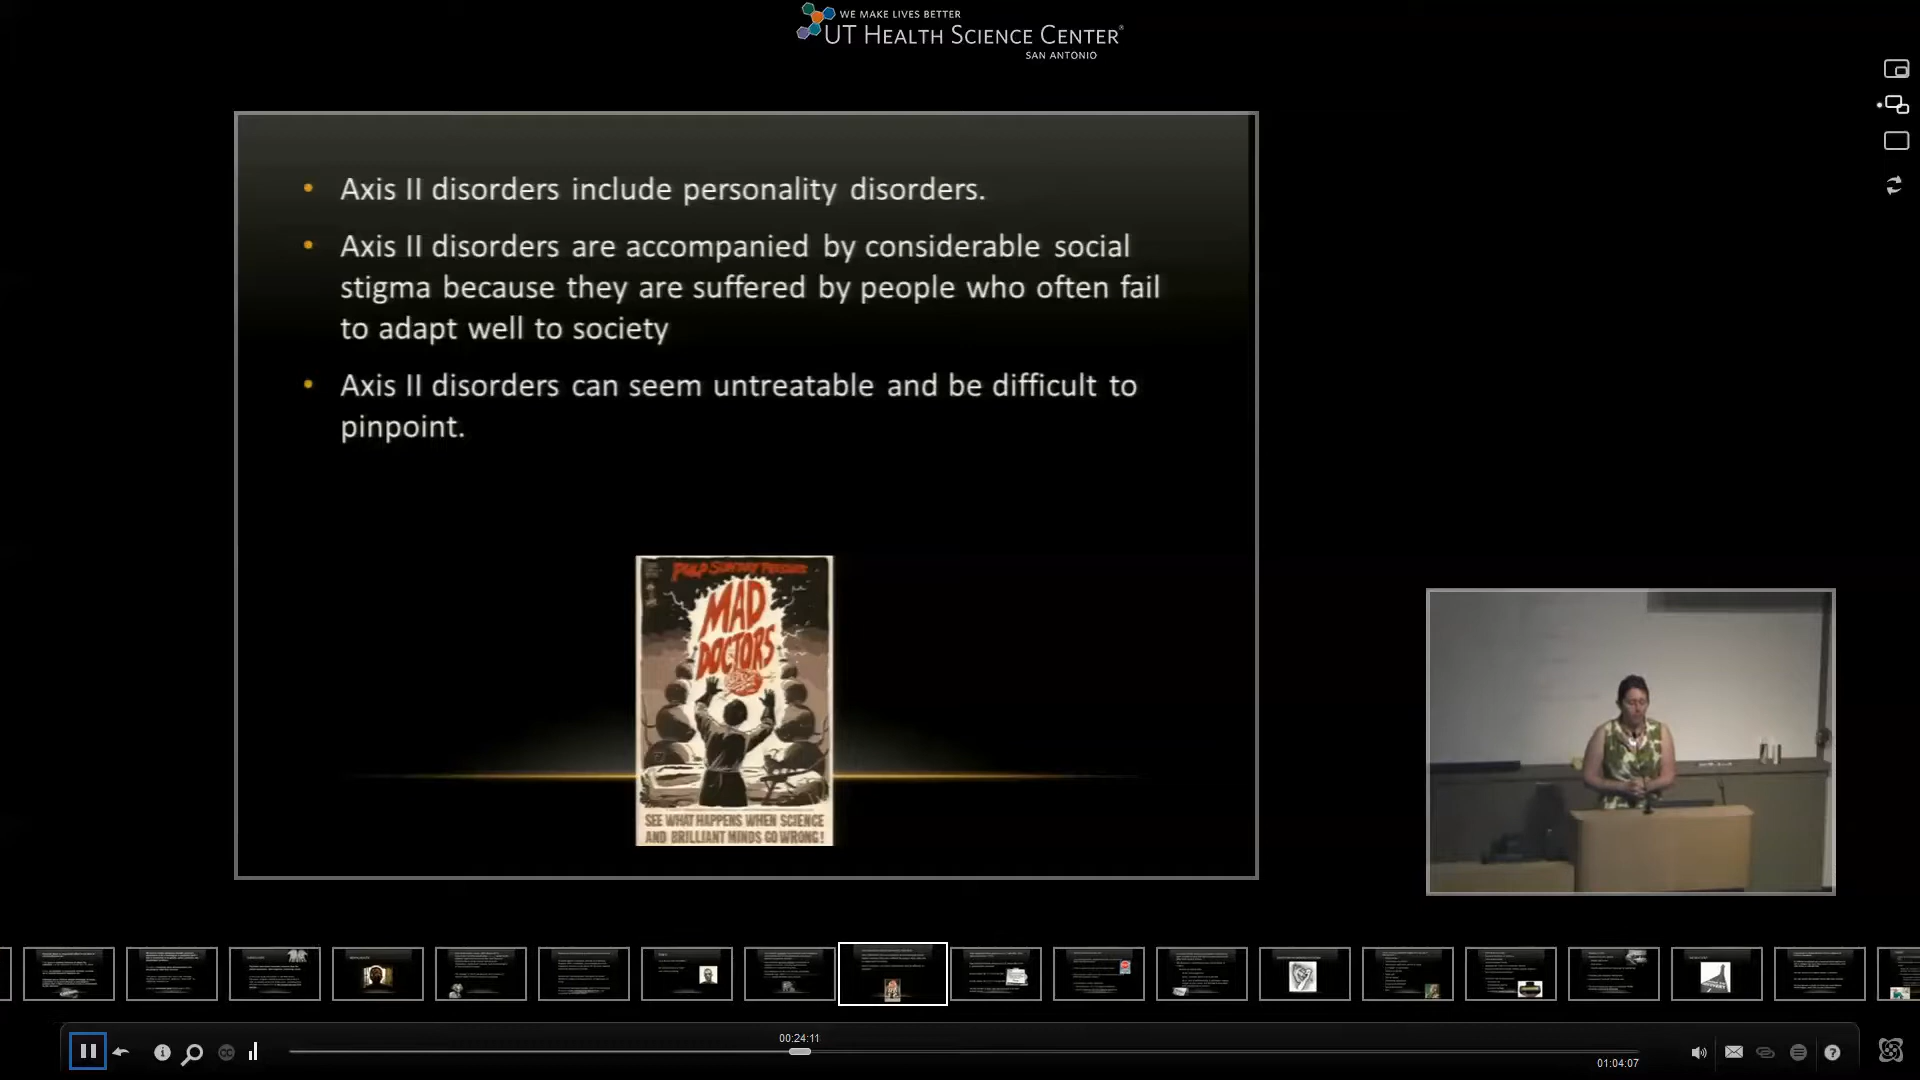 WE MAKE LIVES BETTER
UT HEALTH SCIENCE CENTER®
SAN ANTONIO
• Axis II disorders include personality disorders.
• Axis II disorders are accompanied by considerable social
stigma because they are suffered by people who often fail
to adapt well to society
• Axis II disorders can seem untreatable and be difficult to
pinpoint.
PULP SUNDAY PRESENTS
MAD
DOCTORS
SEE WHAT HAPPENS WHEN SCIENCE
AND BRILLIANT MINDS GO WRONG!
00:24:11
01:04:07